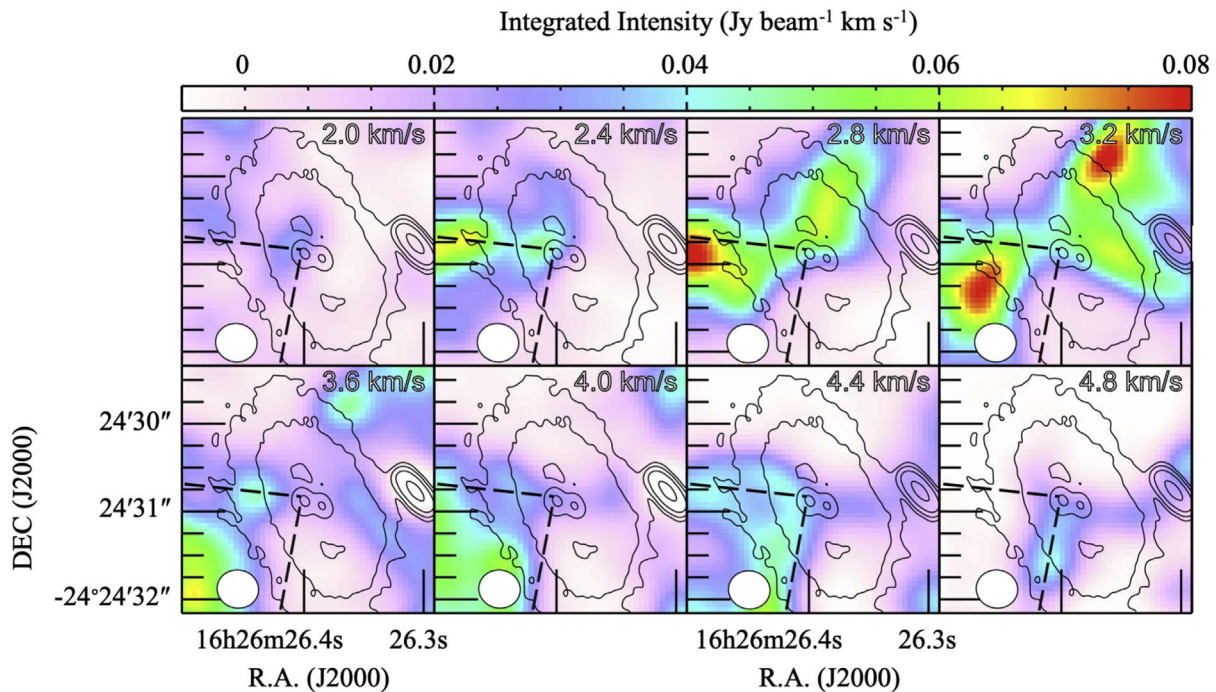 Integrated Intensity (Jy beam⁻¹ km s⁻¹)
0 0.02 0.04 0.06 0.08
2.0 km/s 2.4 km/s 2.8 km/s 3.2 km/s
3.6 km/s 4.0 km/s 4.4 km/s 4.8 km/s
DEC (J2000)
24'30"
24'31"
-24°24'32"
16h26m26.4s 26.3s 16h26m26.4s 26.3s
R.A. (J2000) R.A. (J2000)